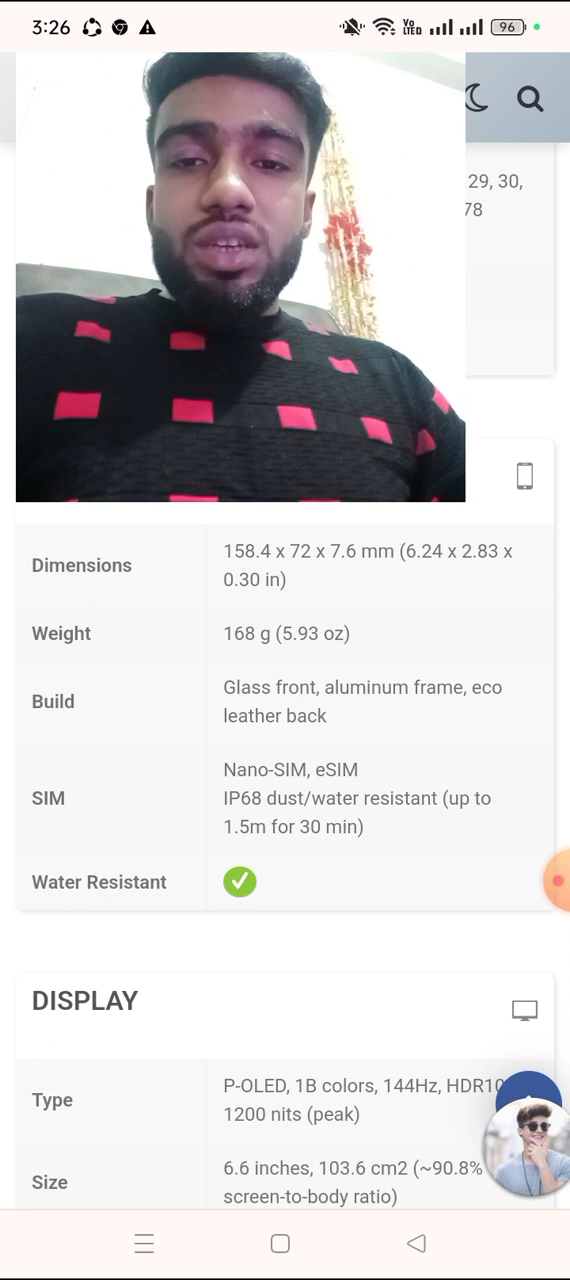 3:26
Vo
LTED
96
29, 30,
78
Dimensions
158.4 x 72 x 7.6 mm (6.24 x 2.83 x
0.30 in)
Weight
168 g (5.93 oz)
Build
Glass front, aluminum frame, eco
leather back
SIM
Nano-SIM, eSIM
IP68 dust/water resistant (up to
1.5m for 30 min)
Water Resistant
DISPLAY
Type
P-OLED, 1B colors, 144Hz, HDR10
1200 nits (peak)
Size
6.6 inches, 103.6 cm2 (~90.8%
screen-to-body ratio)